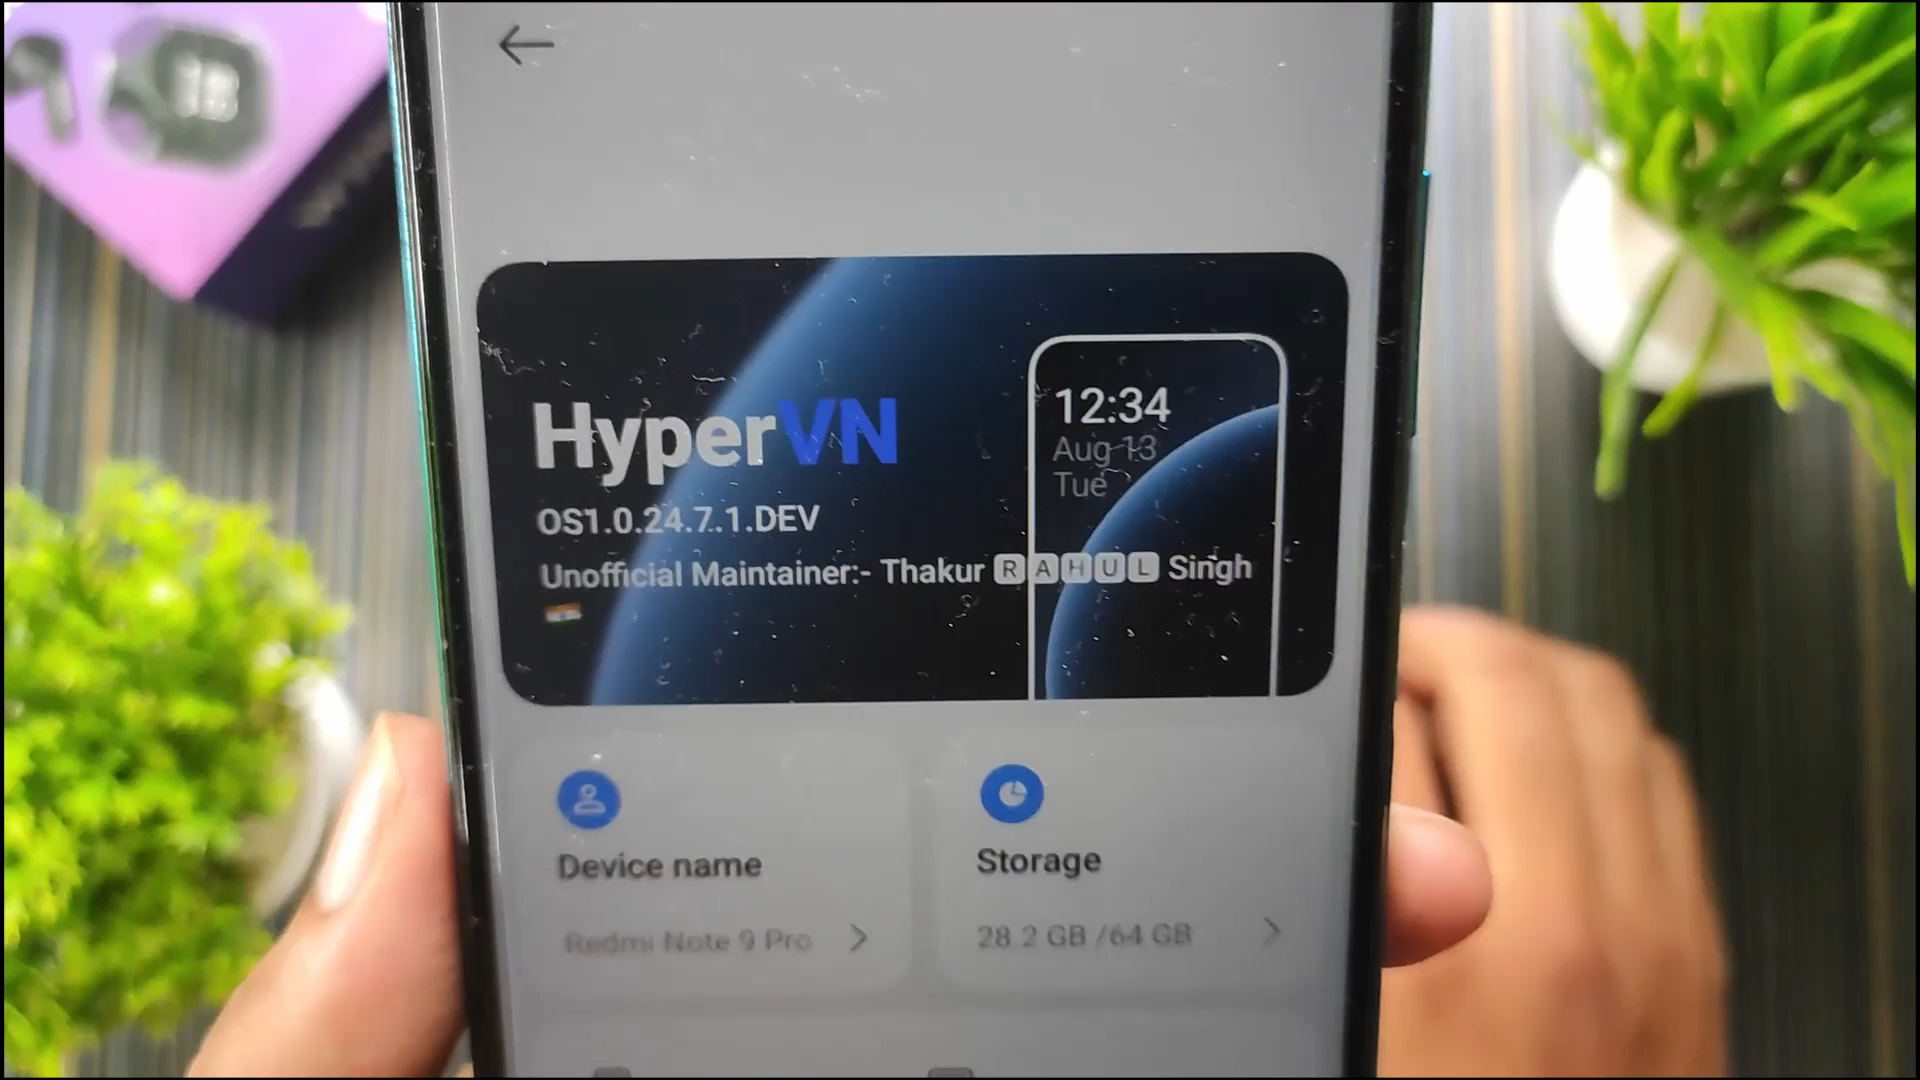 HyperVN
OS1.0.24.7.1.DEV
Unofficial Maintainer:- Thakur 🆁🅰🅷🆄🅻 Singh
🇮🇳
12:34
Aug 13
Tue
Device name
Redmi Note 9 Pro
Storage
28.2 GB /64 GB